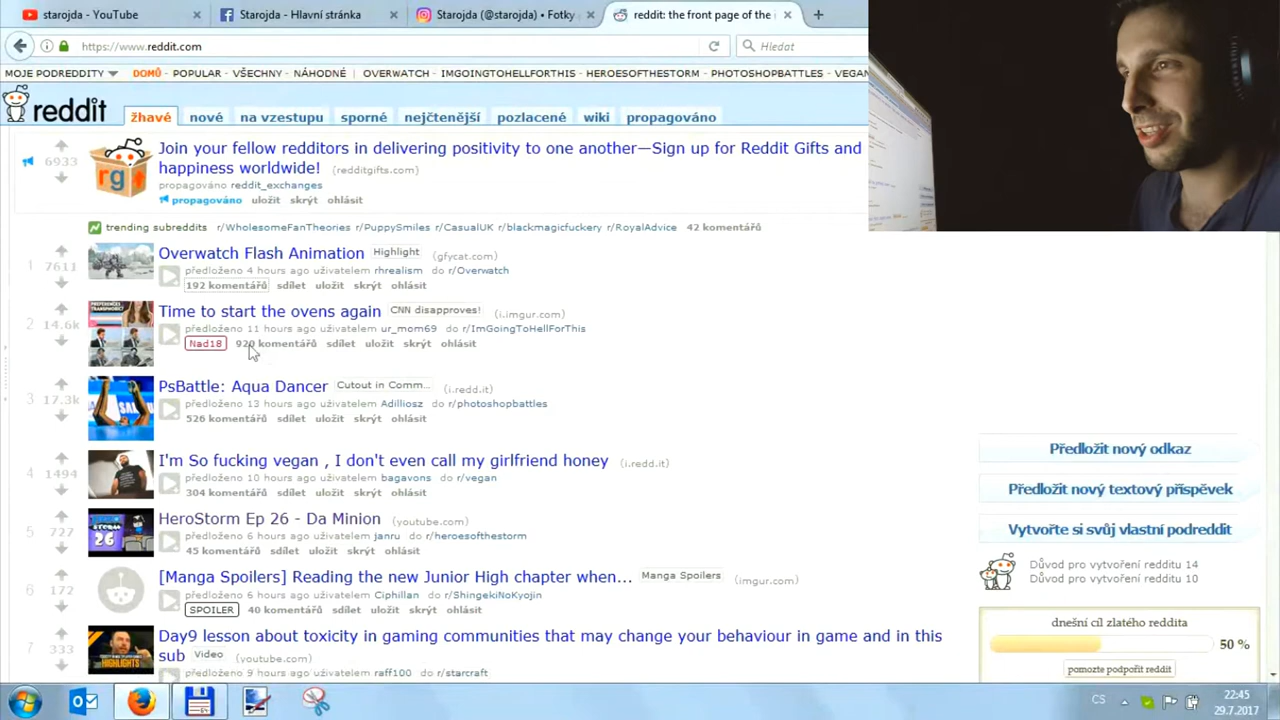 starojda - YouTube
Starojda - Hlavní stránka
Starojda (@starojda) • Fotky
reddit: the front page of the
https://www.reddit.com
Hledat
MOJE PODREDDITY DOMŮ - POPULAR - VŠECHNY - NÁHODNÉ | OVERWATCH - IMGOINGTOHELLFORTHIS - HEROESOFTHESTORM - PHOTOSHOPBATTLES - VEGAN
reddit žhavé nové na vzestupu sporné nejčtenější pozlacené wiki propagováno
6933
rg
Join your fellow redditors in delivering positivity to one another—Sign up for Reddit Gifts and
happiness worldwide! (redditgifts.com)
propagováno reddit_exchanges
propagováno uložit skrýt ohlásit
trending subreddits r/WholesomeFanTheories r/PuppySmiles r/CasualUK r/blackmagicfuckery r/RoyalAdvice 42 komentářů
1 7611 Overwatch Flash Animation Highlight (gfycat.com)
předloženo 4 hours ago uživatelem rhrealism do r/Overwatch
192 komentářů sdílet uložit skrýt ohlásit
2 14.6k Time to start the ovens again CNN disapproves! (i.imgur.com)
předloženo 11 hours ago uživatelem ur_mom69 do r/ImGoingToHellForThis
Nad18 komentářů sdílet uložit skrýt ohlásit
3 17.3k PsBattle: Aqua Dancer Cutout in Comm... (i.redd.it)
předloženo 13 hours ago uživatelem Adilliosz do r/photoshopbattles
526 komentářů sdílet uložit skrýt ohlásit
4 1494 I'm So fucking vegan , I don't even call my girlfriend honey (i.redd.it)
předloženo 10 hours ago uživatelem bagavons do r/vegan
304 komentářů sdílet uložit skrýt ohlásit
5 727 HeroStorm Ep 26 - Da Minion (youtube.com)
předloženo 6 hours ago uživatelem janru do r/heroesofthestorm
45 komentářů sdílet uložit skrýt ohlásit
6 172 [Manga Spoilers] Reading the new Junior High chapter when... Manga Spoilers (imgur.com)
předloženo 6 hours ago uživatelem Ciphillan do r/ShingekiNoKyojin
SPOILER 40 komentářů sdílet uložit skrýt ohlásit
7 333 Day9 lesson about toxicity in gaming communities that may change your behaviour in game and in this
sub Video (youtube.com)
předloženo 9 hours ago uživatelem raff100 do r/starcraft
Předložit nový odkaz
Předložit nový textový příspěvek
Vytvořte si svůj vlastní podreddit
Důvod pro vytvoření redditu 14
Důvod pro vytvoření redditu 10
dnešní cíl zlatého reddita
50 %
pomozte podpořit reddit
CS
22:45
29.7.2017